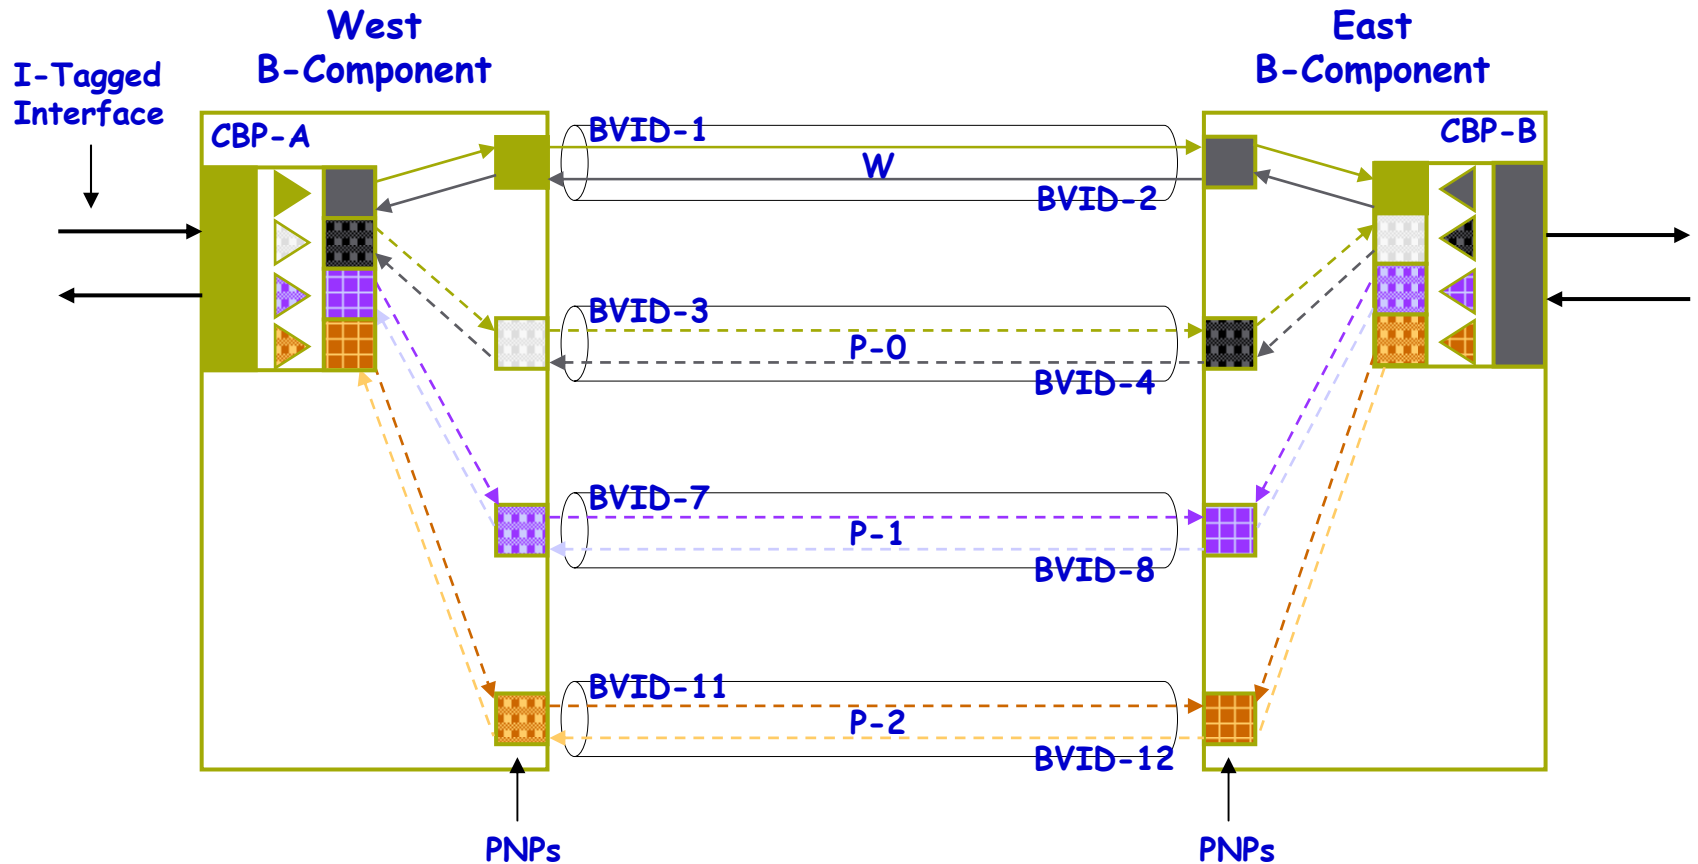 West
B-Component
East
B-Component
I-Tagged
Interface
CBP-A
CBP-B
BVID-1
W
BVID-2
BVID-3
P-0
BVID-4
BVID-7
P-1
BVID-8
BVID-11
P-2
BVID-12
PNPs
PNPs